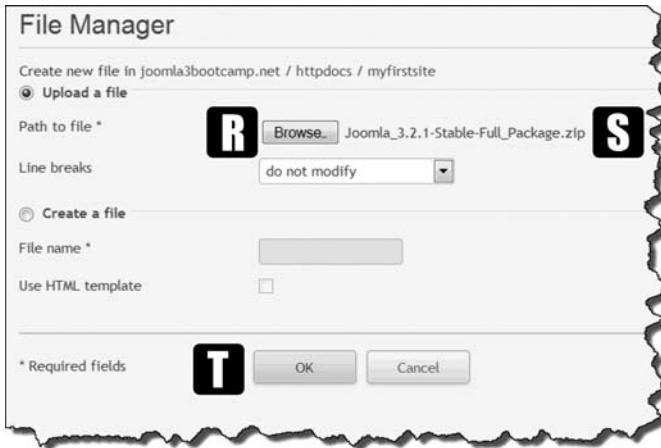 File Manager
Create new file in joomla3bootcamp.net / httpdocs / myfirstsite
Upload a file
Path to file *
R
Browse..
Joomla_3.2.1-Stable-Full_Package.zip
S
Line breaks
do not modify
Create a file
File name *
Use HTML template
* Required fields
T
OK
Cancel